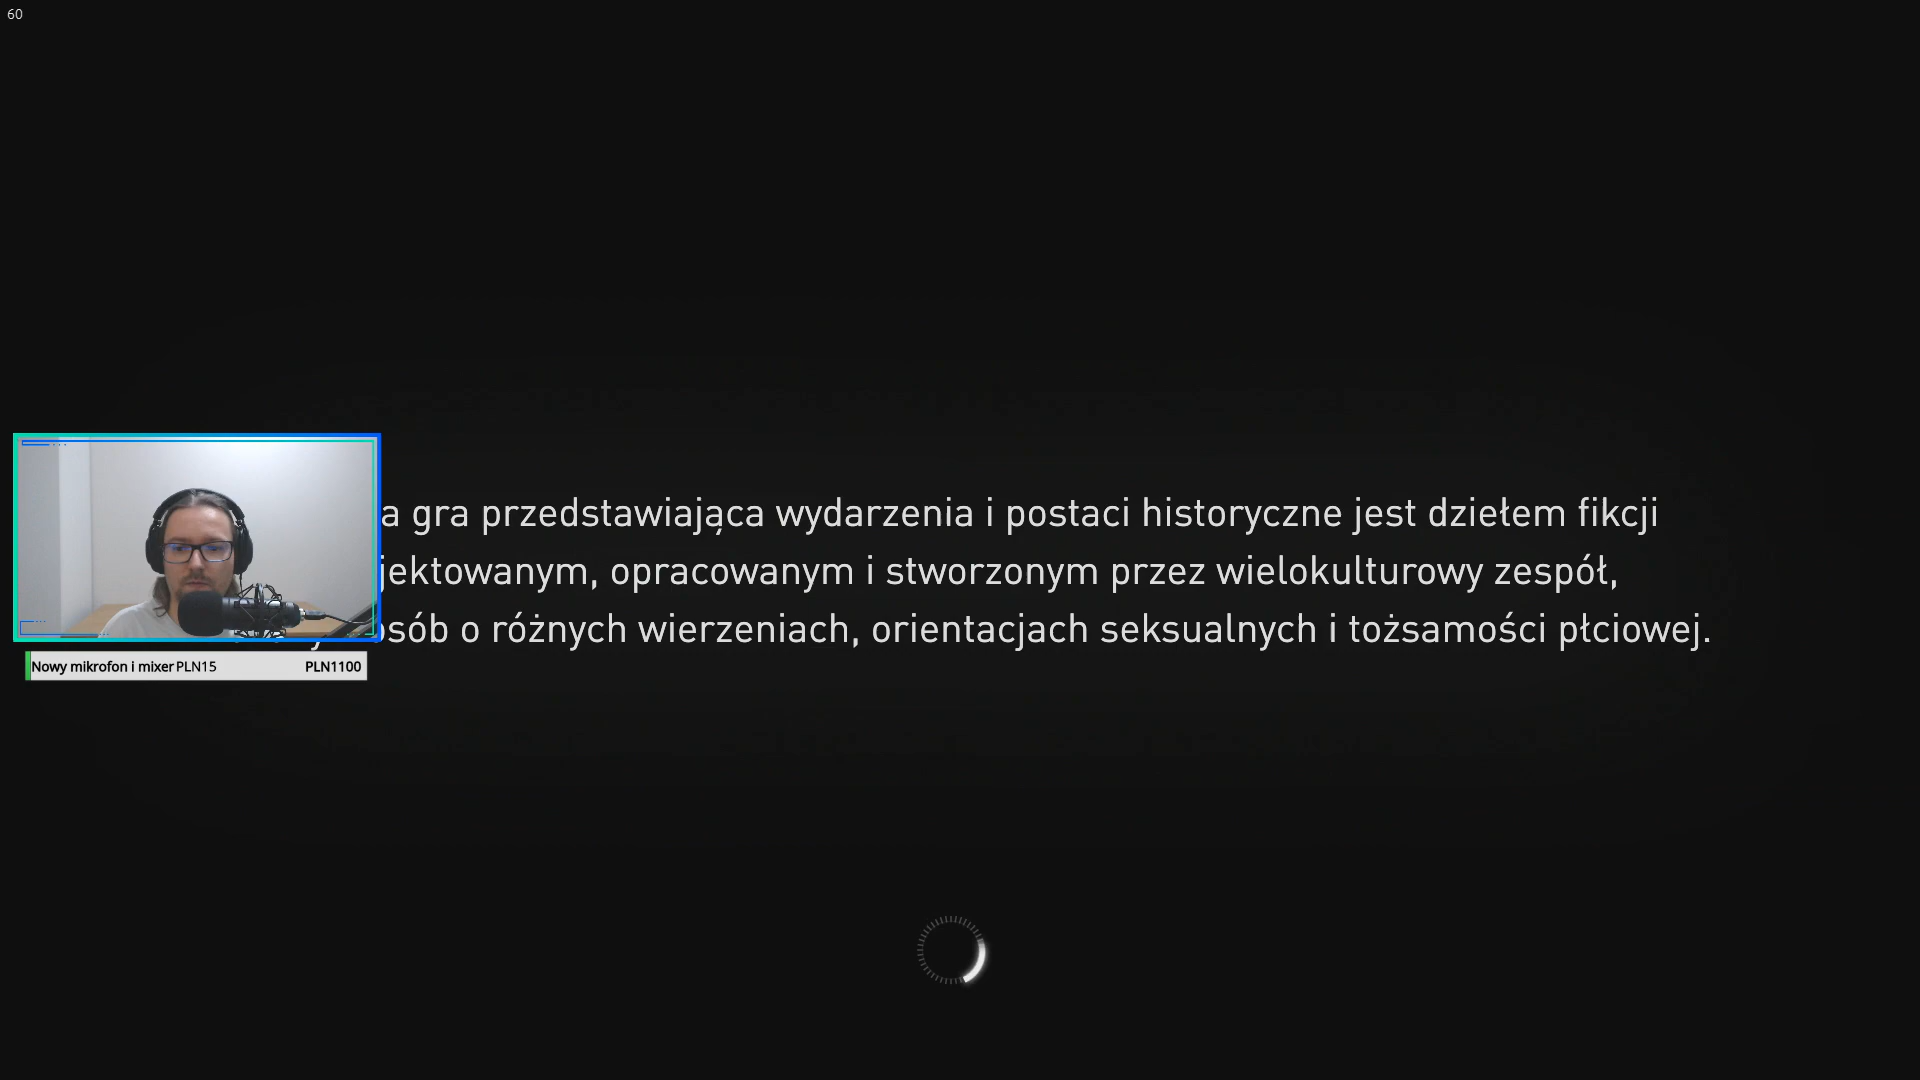 60
a gra przedstawiająca wydarzenia i postaci historyczne jest dziełem fikcji
jektowanym, opracowanym i stworzonym przez wielokulturowy zespół,
osób o różnych wierzeniach, orientacjach seksualnych i tożsamości płciowej.
Nowy mikrofon i mixer PLN15 PLN1100